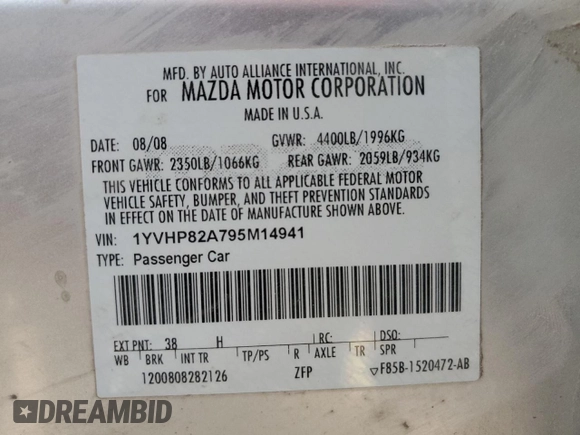 MFD. BY AUTO ALLIANCE INTERNATIONAL, INC.
FOR MAZDA MOTOR CORPORATION
MADE IN U.S.A.
DATE: 08/08 GVWR: 4400LB/1996KG
FRONT GAWR: 2350LB/1066KG REAR GAWR: 2059LB/934KG
THIS VEHICLE CONFORMS TO ALL APPLICABLE FEDERAL MOTOR
VEHICLE SAFETY, BUMPER, AND THEFT PREVENTION STANDARDS
IN EFFECT ON THE DATE OF MANUFACTURE SHOWN ABOVE.
VIN: 1YVHP82A795M14941
TYPE: Passenger Car
EXT PNT: 38 H RC: DSO:
WB BRK INT TR TP/PS R AXLE TR SPR
1200808282126 ZFP ▽F85B-1520472-AB
DREAMBID